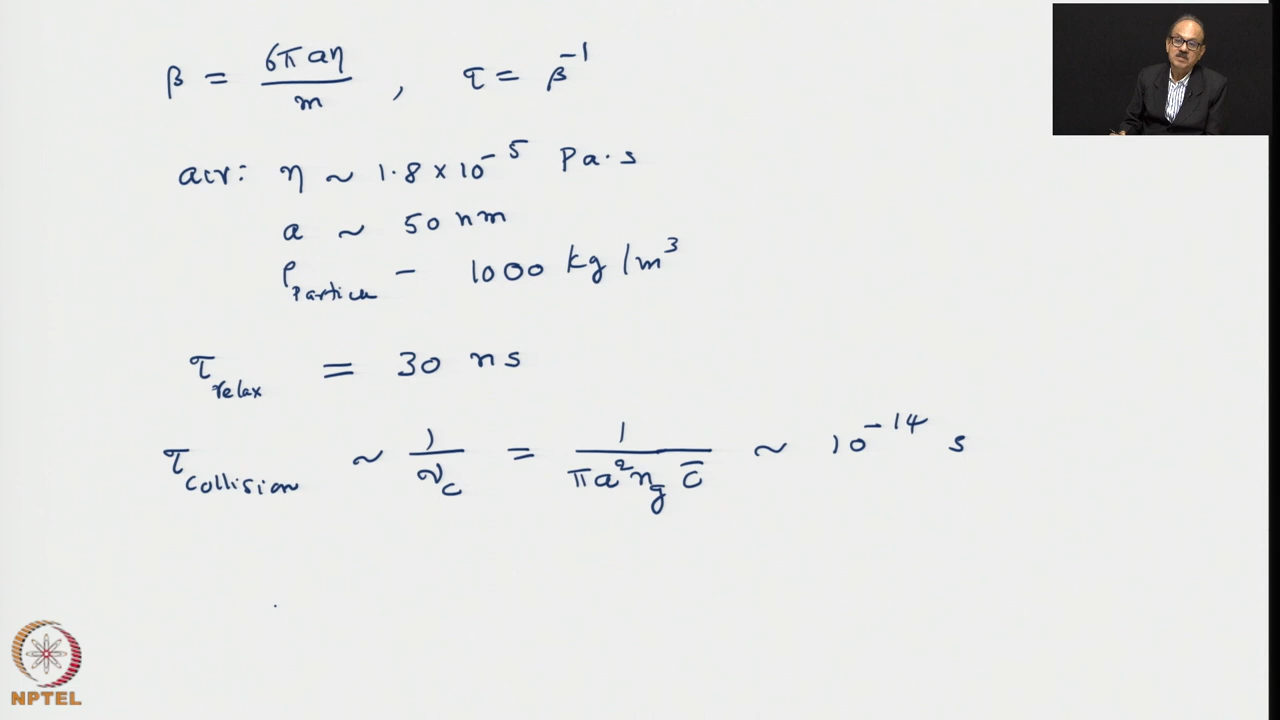 β = 6πaη / m , τ = β⁻¹
air: η ~ 1.8 × 10⁻⁵ Pa.s
a ~ 50 nm
ρparticle – 1000 kg/m³
τrelax = 30 ns
τcollision ~ 1/νc = 1/(πa²ng c̄) ~ 10⁻¹⁴ s
NPTEL